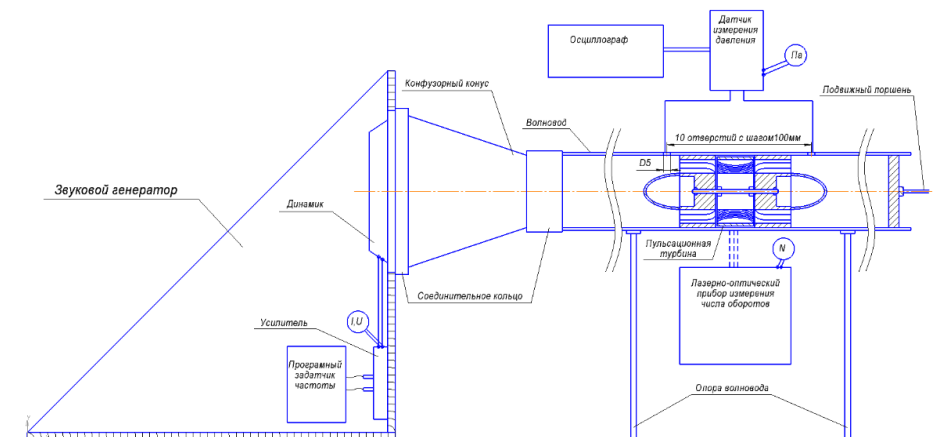 Осциллограф
Датчик
измерения
давления
Па
Конфузорный конус
Подвижный поршень
Волновод
10 отверстий с шагом100мм
D5
Звуковой генератор
Динамик
Пульсационная
турбина
N
Соединительное кольцо
Лазерно-оптический
прибор измерения
числа оборотов
Усилитель
I,U
Програмный
задатчик
частоты
Опора волновода